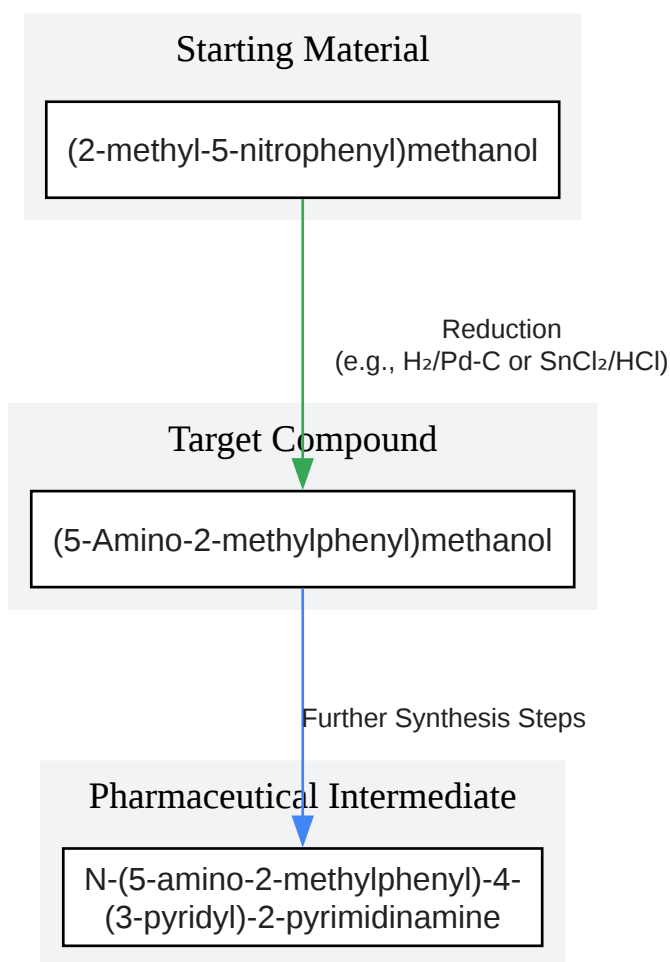 Starting Material
(2-methyl-5-nitrophenyl)methanol
Reduction
(e.g., H₂/Pd-C or SnCl₂/HCl)
Target Compound
(5-Amino-2-methylphenyl)methanol
Further Synthesis Steps
Pharmaceutical Intermediate
N-(5-amino-2-methylphenyl)-4-
(3-pyridyl)-2-pyrimidinamine